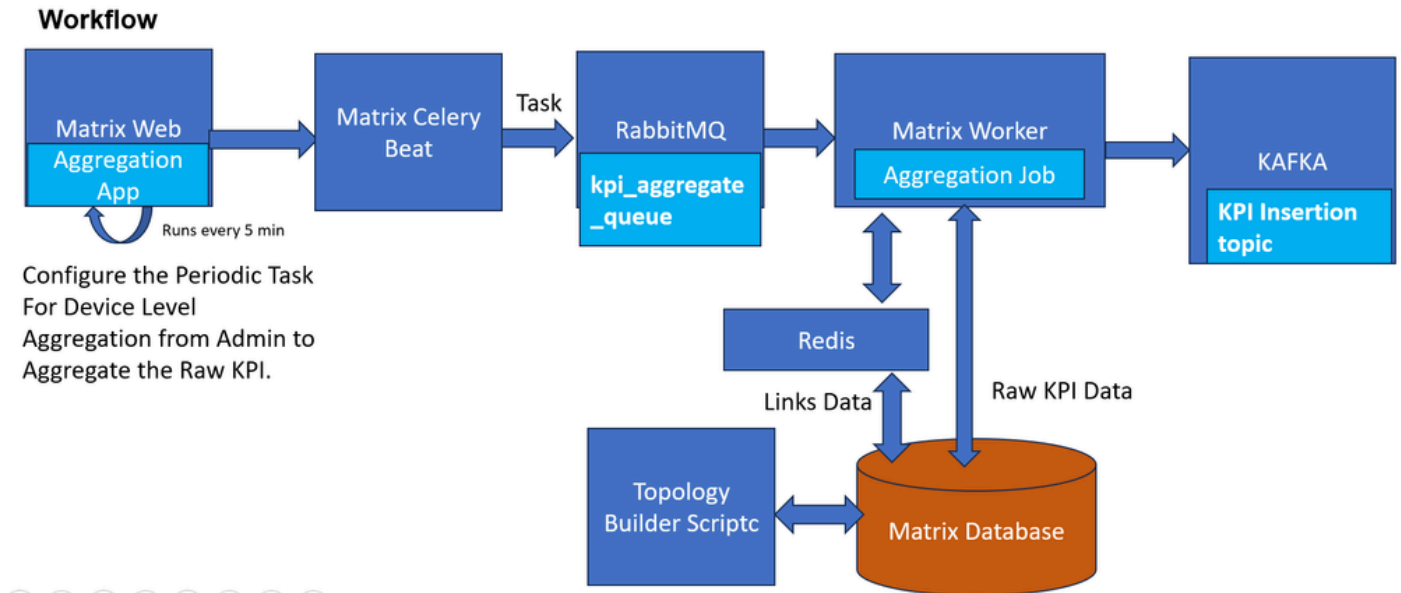 Workflow
Matrix Web
Aggregation
App
Runs every 5 min
Configure the Periodic Task
For Device Level
Aggregation from Admin to
Aggregate the Raw KPI.
Matrix Celery
Beat
Task
RabbitMQ
kpi_aggregate
_queue
Matrix Worker
Aggregation Job
KAFKA
KPI Insertion
topic
Redis
Links Data
Raw KPI Data
Topology
Builder Scriptc
Matrix Database